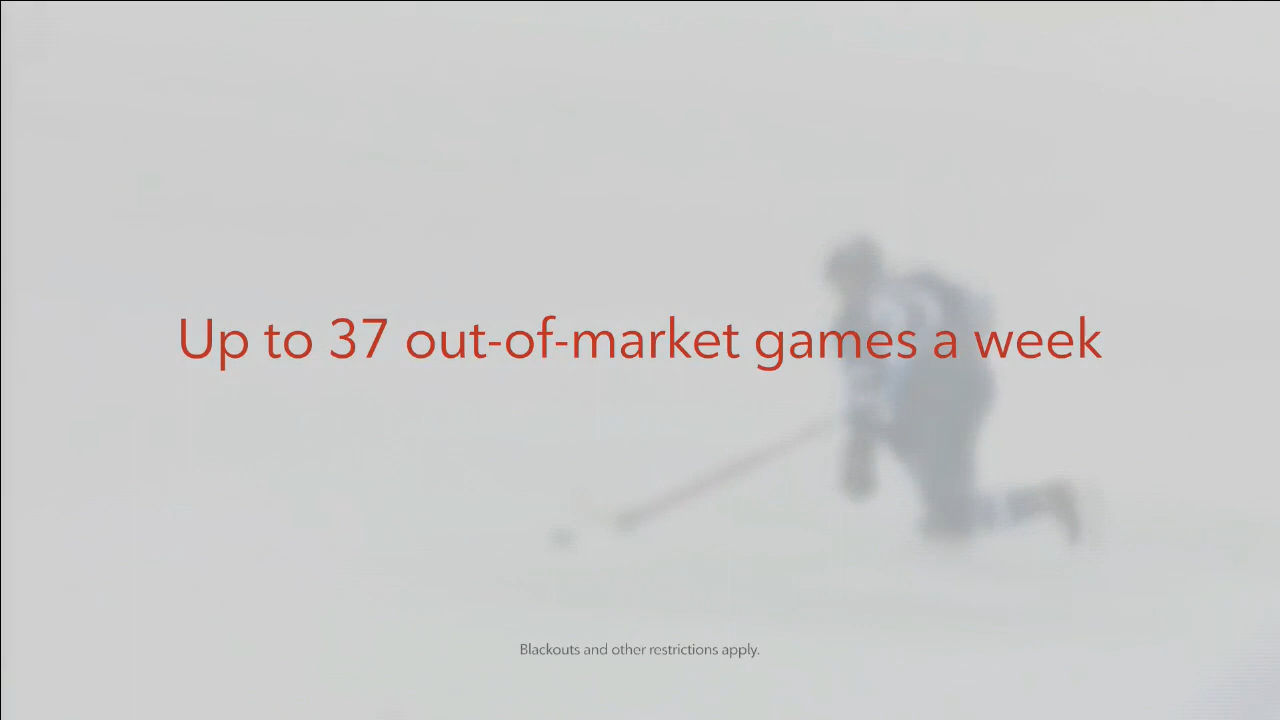 Up to 37 out-of-market games a week
Blackouts and other restrictions apply.